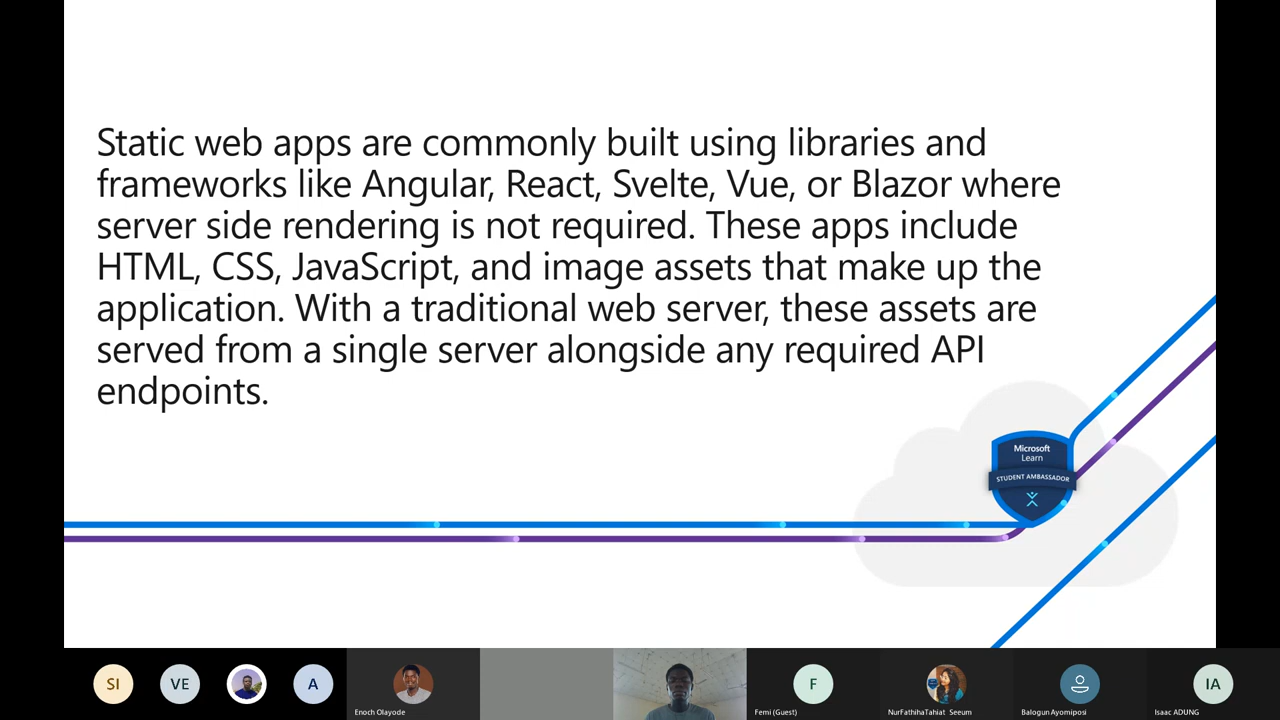 Static web apps are commonly built using libraries and
frameworks like Angular, React, Svelte, Vue, or Blazor where
server side rendering is not required. These apps include
HTML, CSS, JavaScript, and image assets that make up the
application. With a traditional web server, these assets are
served from a single server alongside any required API
endpoints.
Microsoft
Learn
STUDENT AMBASSADOR
SI
VE
A
F
IA
Enoch Olayode
Femi (Guest)
NurFathihaTahiat Seeum
Balogun Ayomiposi
Isaac ADUNG